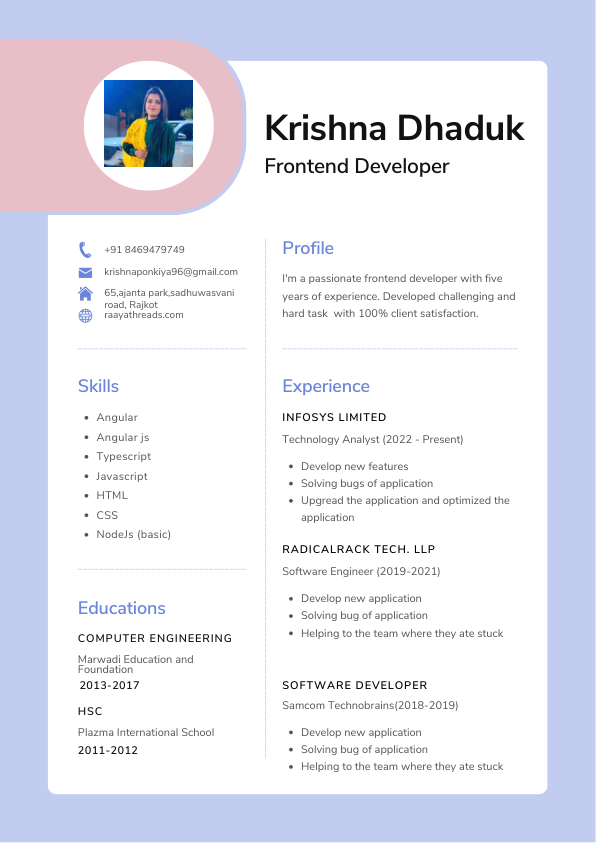 Krishna Dhaduk
Frontend Developer
+91 8469479749
krishnaponkiya96@gmail.com
65,ajanta park,sadhuwasvani
road, Rajkot
raayathreads.com
Skills
Angular
Angular js
Typescript
Javascript
HTML
CSS
NodeJs (basic)
Educations
COMPUTER ENGINEERING
Marwadi Education and
Foundation
2013-2017
HSC
Plazma International School
2011-2012
Profile
I'm a passionate frontend developer with five
years of experience. Developed challenging and
hard task with 100% client satisfaction.
Experience
INFOSYS LIMITED
Technology Analyst (2022 - Present)
Develop new features
Solving bugs of application
Upgread the application and optimized the
application
RADICALRACK TECH. LLP
Software Engineer (2019-2021)
Develop new application
Solving bug of application
Helping to the team where they ate stuck
SOFTWARE DEVELOPER
Samcom Technobrains(2018-2019)
Develop new application
Solving bug of application
Helping to the team where they ate stuck